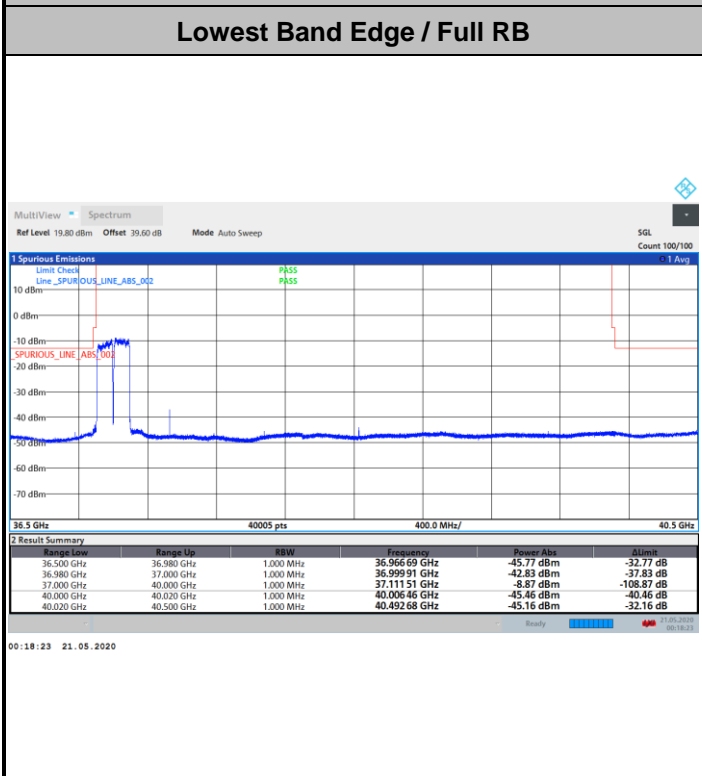 Lowest Band Edge / Full RB
MultiView Spectrum
Ref Level 19.80 dBm Offset 39.60 dB Mode Auto Sweep SGL
Count 100/100
1 Spurious Emissions 1 Avg
Limit Check PASS
Line _SPURIOUS_LINE_ABS_002 PASS
10 dBm
0 dBm
-10 dBm
_SPURIOUS_LINE_ABS_002
-20 dBm
-30 dBm
-40 dBm
-50 dBm
-60 dBm
-70 dBm
36.5 GHz 40005 pts 400.0 MHz/ 40.5 GHz
2 Result Summary
Range Low Range Up RBW Frequency Power Abs ΔLimit
36.500 GHz 36.980 GHz 1.000 MHz 36.966 69 GHz -45.77 dBm -32.77 dB
36.980 GHz 37.000 GHz 1.000 MHz 36.999 91 GHz -42.83 dBm -37.83 dB
37.000 GHz 40.000 GHz 1.000 MHz 37.111 51 GHz -8.87 dBm -108.87 dB
40.000 GHz 40.020 GHz 1.000 MHz 40.006 46 GHz -45.46 dBm -40.46 dB
40.020 GHz 40.500 GHz 1.000 MHz 40.492 68 GHz -45.16 dBm -32.16 dB
Ready 21.05.2020
00:18:23
00:18:23 21.05.2020